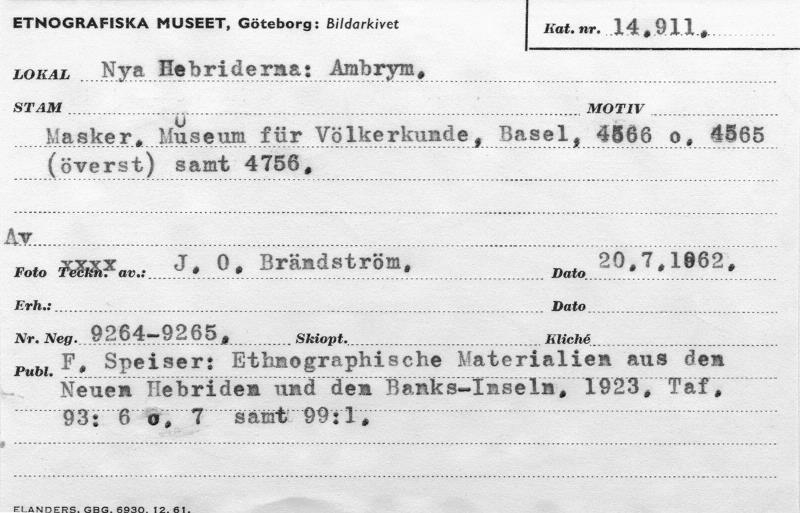 ETNOGRAFISKA MUSEET, Göteborg: Bildarkivet
Kat. nr. 14.911.
LOKAL Nya Hebriderna: Ambrym.
STAM MOTIV
Masker. Museum für Völkerkunde, Basel, 4566 o. 4565
(överst) samt 4756.
Av
Foto Teckn. av.: J. O. Brändström. Dato 20.7.1962.
Erh.: Dato
Nr. Neg. 9264-9265. Skiopt. Kliché
Publ. F. Speiser: Ethnographische Materialien aus den
Neuen Hebriden und den Banks-Inseln. 1923. Taf.
93: 6 o. 7 samt 99:1.
ELANDERS, GBG. 6930. 12. 61.